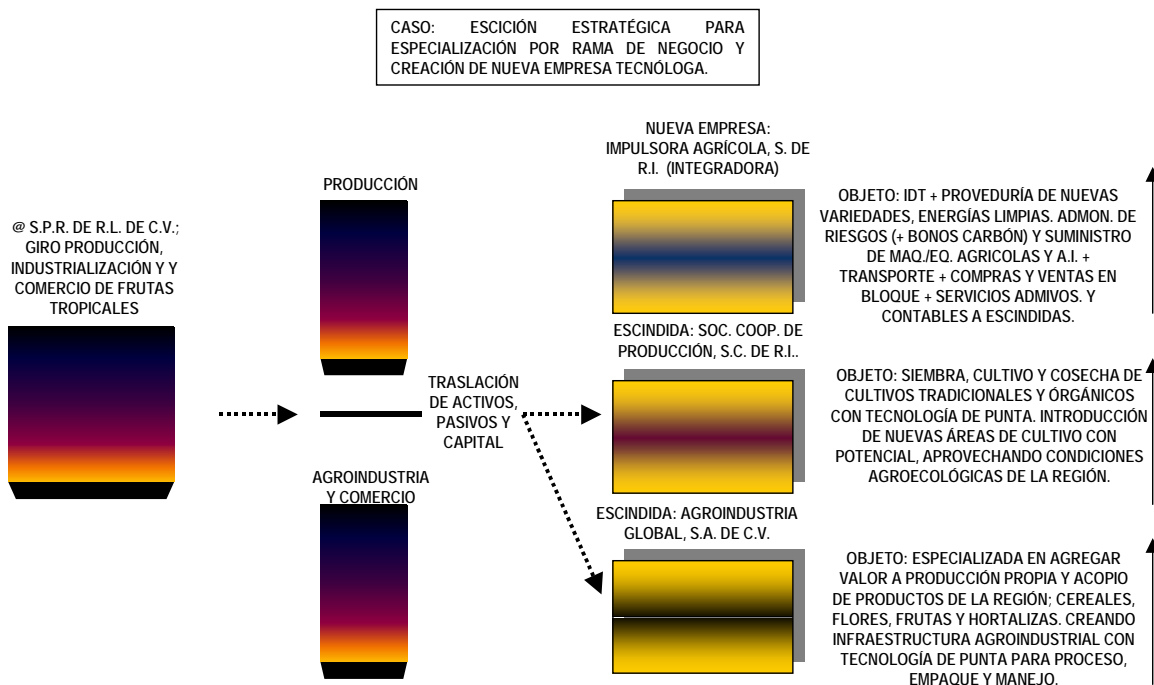 CASO: ESCICIÓN ESTRATÉGICA PARA
ESPECIALIZACIÓN POR RAMA DE NEGOCIO Y
CREACIÓN DE NUEVA EMPRESA TECNÓLOGA.
@ S.P.R. DE R.L. DE C.V.;
GIRO PRODUCCIÓN,
INDUSTRIALIZACIÓN Y Y
COMERCIO DE FRUTAS
TROPICALES
PRODUCCIÓN
AGROINDUSTRIA
Y COMERCIO
TRASLACIÓN
DE ACTIVOS,
PASIVOS Y
CAPITAL
NUEVA EMPRESA:
IMPULSORA AGRÍCOLA, S. DE
R.I. (INTEGRADORA)
OBJETO: IDT + PROVEDURÍA DE NUEVAS
VARIEDADES, ENERGÍAS LIMPIAS. ADMON. DE
RIESGOS (+ BONOS CARBÓN) Y SUMINISTRO
DE MAQ./EQ. AGRICOLAS Y A.I. +
TRANSPORTE + COMPRAS Y VENTAS EN
BLOQUE + SERVICIOS ADMIVOS. Y
CONTABLES A ESCINDIDAS.
ESCINDIDA: SOC. COOP. DE
PRODUCCIÓN, S.C. DE R.I..
OBJETO: SIEMBRA, CULTIVO Y COSECHA DE
CULTIVOS TRADICIONALES Y ÓRGÁNICOS
CON TECNOLOGÍA DE PUNTA. INTRODUCCIÓN
DE NUEVAS ÁREAS DE CULTIVO CON
POTENCIAL, APROVECHANDO CONDICIONES
AGROECOLÓGICAS DE LA REGIÓN.
ESCINDIDA: AGROINDUSTRIA
GLOBAL, S.A. DE C.V.
OBJETO: ESPECIALIZADA EN AGREGAR
VALOR A PRODUCCIÓN PROPIA Y ACOPIO
DE PRODUCTOS DE LA REGIÓN; CEREALES,
FLORES, FRUTAS Y HORTALIZAS. CREANDO
INFRAESTRUCTURA AGROINDUSTRIAL CON
TECNOLOGÍA DE PUNTA PARA PROCESO,
EMPAQUE Y MANEJO.